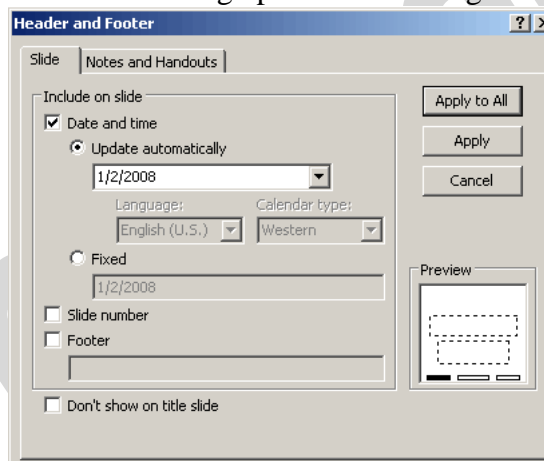 Header and Footer
Slide
Notes and Handouts
Include on slide
Date and time
Update automatically
1/2/2008
Language:
Calendar type:
English (U.S.)
Western
Fixed
1/2/2008
Slide number
Footer
Don't show on title slide
Apply to All
Apply
Cancel
Preview